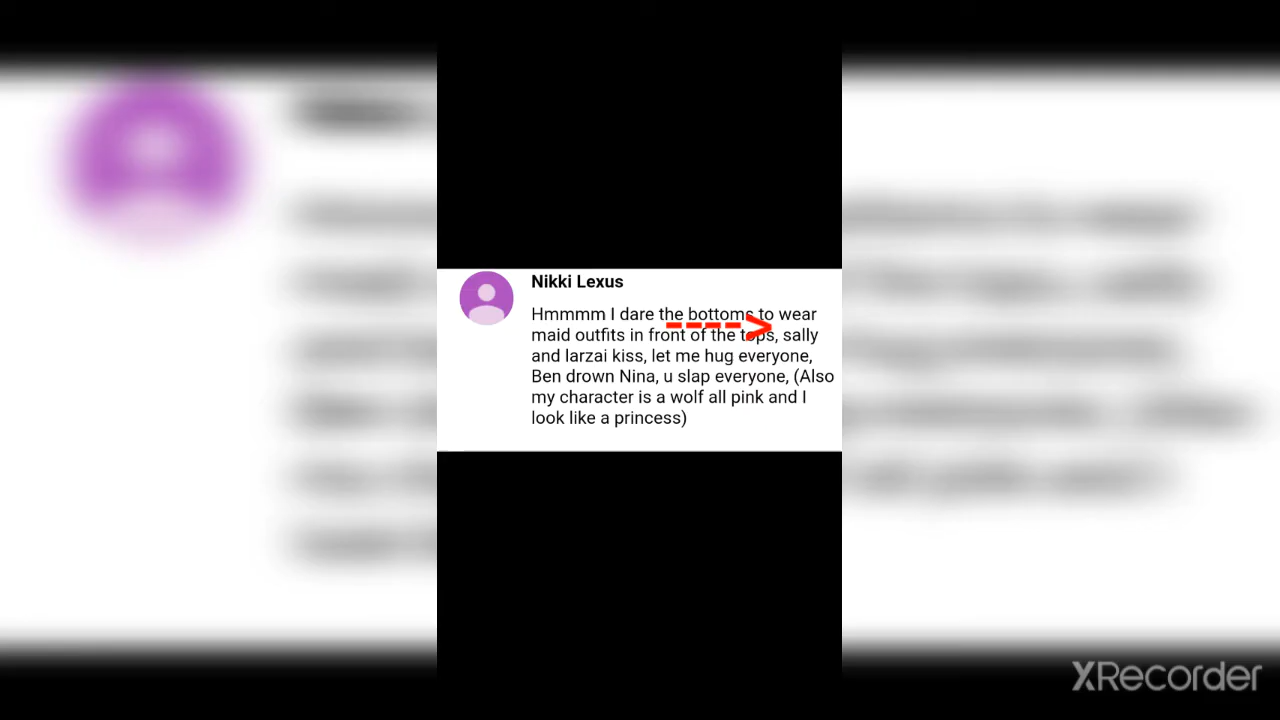 Nikki Lexus
Hmmmm I dare the bottoms to wear
maid outfits in front of the tops, sally
and larzai kiss, let me hug everyone,
Ben drown Nina, u slap everyone, (Also
my character is a wolf all pink and I
look like a princess)
XRecorder